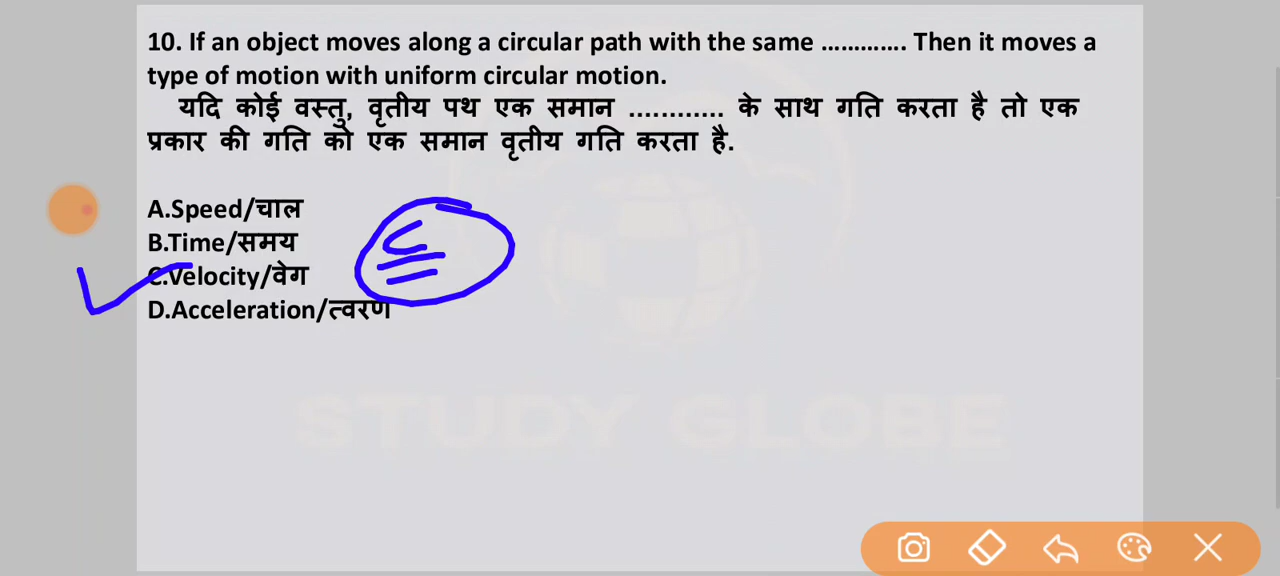 10. If an object moves along a circular path with the same ............. Then it moves a
type of motion with uniform circular motion.
यदि कोई वस्तु, वृतीय पथ एक समान ............ के साथ गति करता है तो एक
प्रकार की गति को एक समान वृतीय गति करता है.
A.Speed/चाल
B.Time/समय
C.Velocity/वेग
D.Acceleration/त्वरण
C
STUDY GLOBE